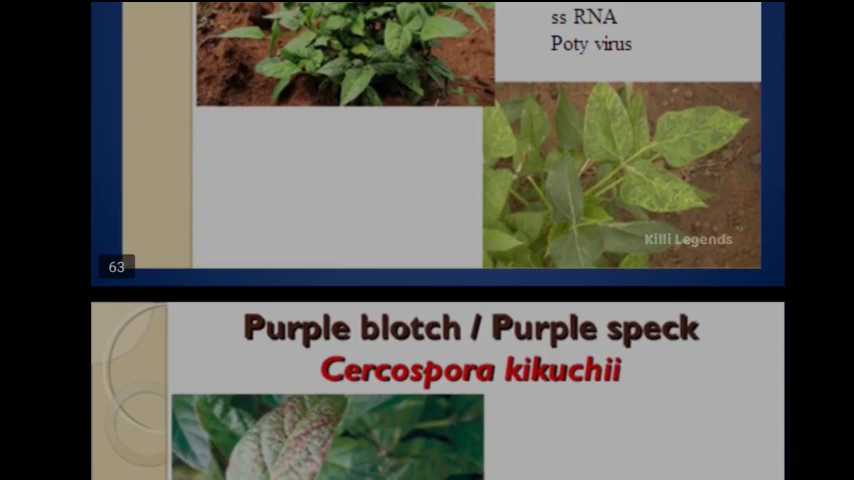 ss RNA
Poty virus
Killi Legends
63
Purple blotch / Purple speck
Cercospora kikuchii